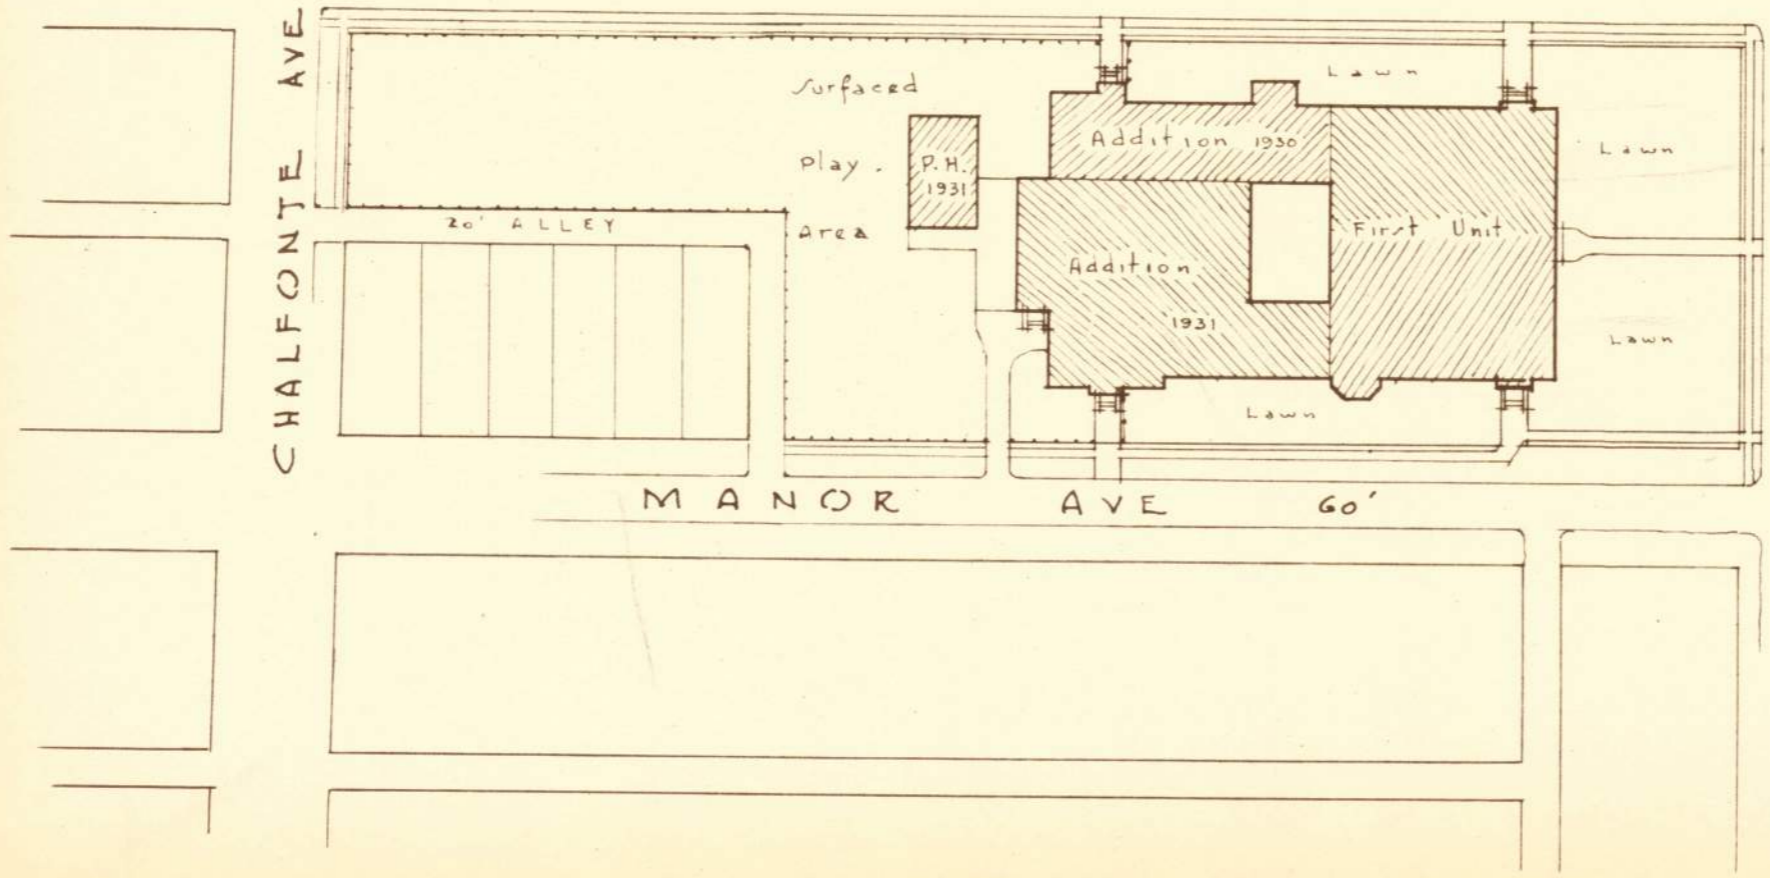 CHALFONTE AVE
Surfaced
Play.
Area
P.H.
1931
Lawn
Addition 1930
Lawn
First Unit
20' ALLEY
Addition
1931
Lawn
Lawn
MANOR AVE 60'